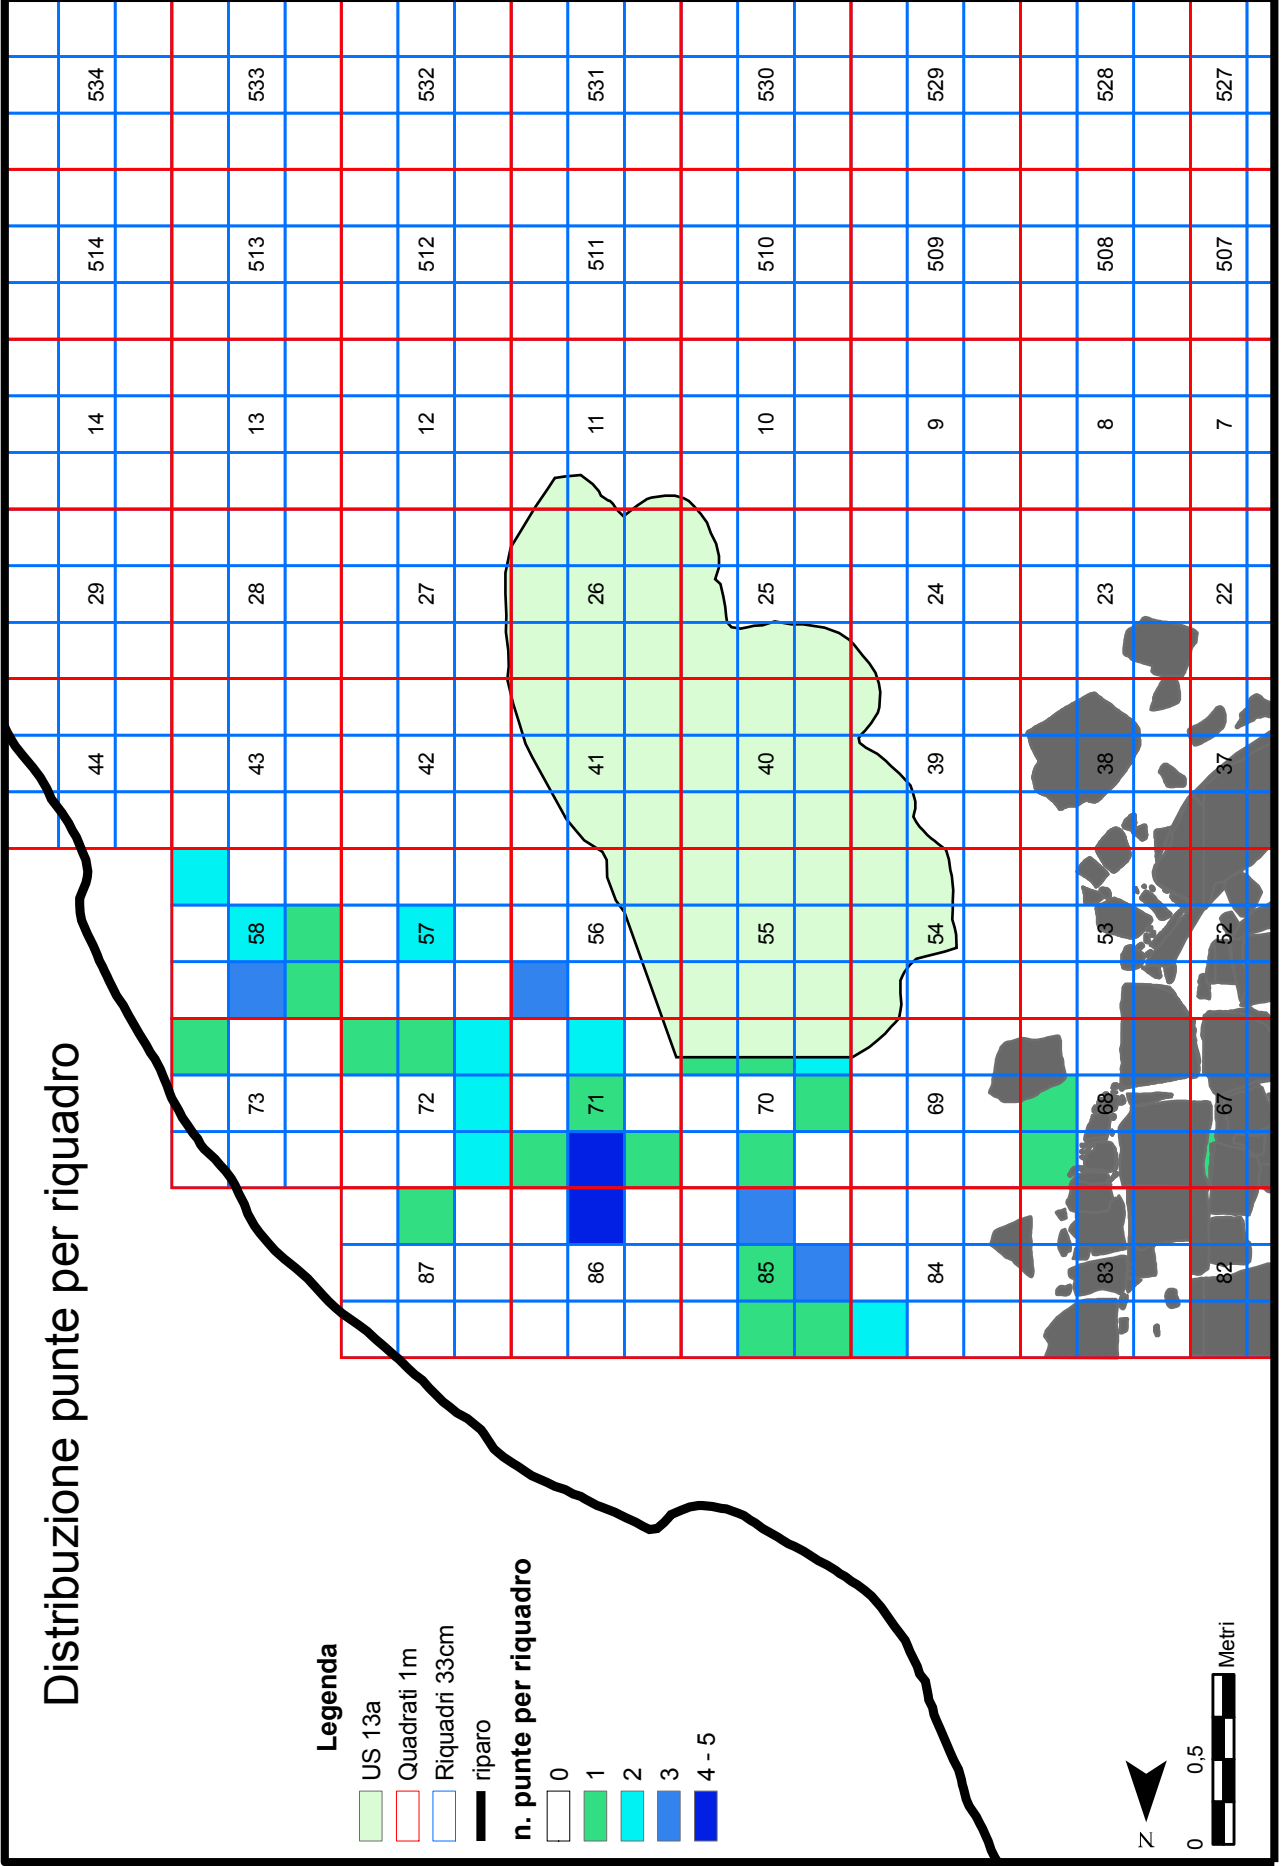 Distribuzione punte per riquadro
Legenda
US 13a
Quadrati 1m
Riquadri 33cm
riparo
n. punte per riquadro
0
1
2
3
4 - 5
N
0 0,5
Metri
534 533 532 531 530 529 528 527
514 513 512 511 510 509 508 507
14 13 12 11 10 9 8 7
29 28 27 26 25 24 23 22
44 43 42 41 40 39 38 37
58 57 56 55 54 53 52
73 72 71 70 69 68 67
87 86 85 84 83 82